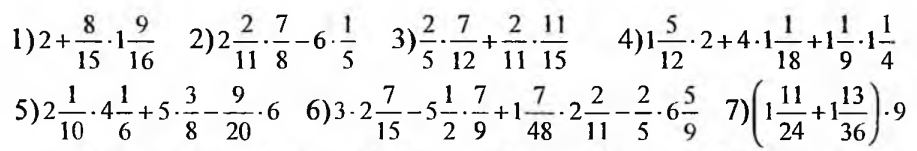 1) 2 + 8/15 · 1 9/16 2) 2 2/11 · 7/8 − 6 · 1/5 3) 2/5 · 7/12 + 2/11 · 11/15 4) 1 5/12 · 2 + 4 · 1 1/18 + 1 1/9 · 1 1/4
5) 2 1/10 · 4 1/6 + 5 · 3/8 − 9/20 · 6 6) 3 · 2 7/15 − 5 1/2 · 7/9 + 1 7/48 · 2 2/11 − 2/5 · 6 5/9 7) (1 11/24 + 1 13/36) · 9